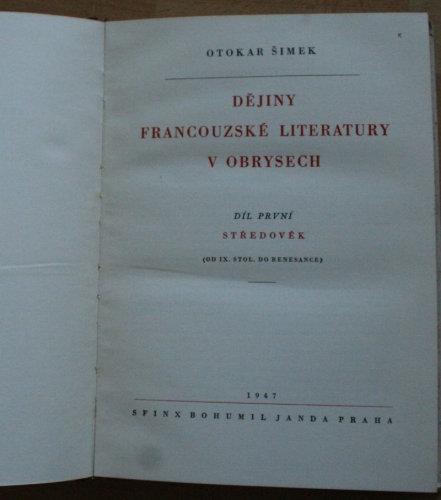 OTOKAR ŠIMEK
DĚJINY
FRANCOUZSKÉ LITERATURY
V OBRYSECH
DÍL PRVNÍ
STŘEDOVĚK
(OD IX. STOL. DO RENESANCE)
1947
SFINX BOHUMIL JANDA PRAHA